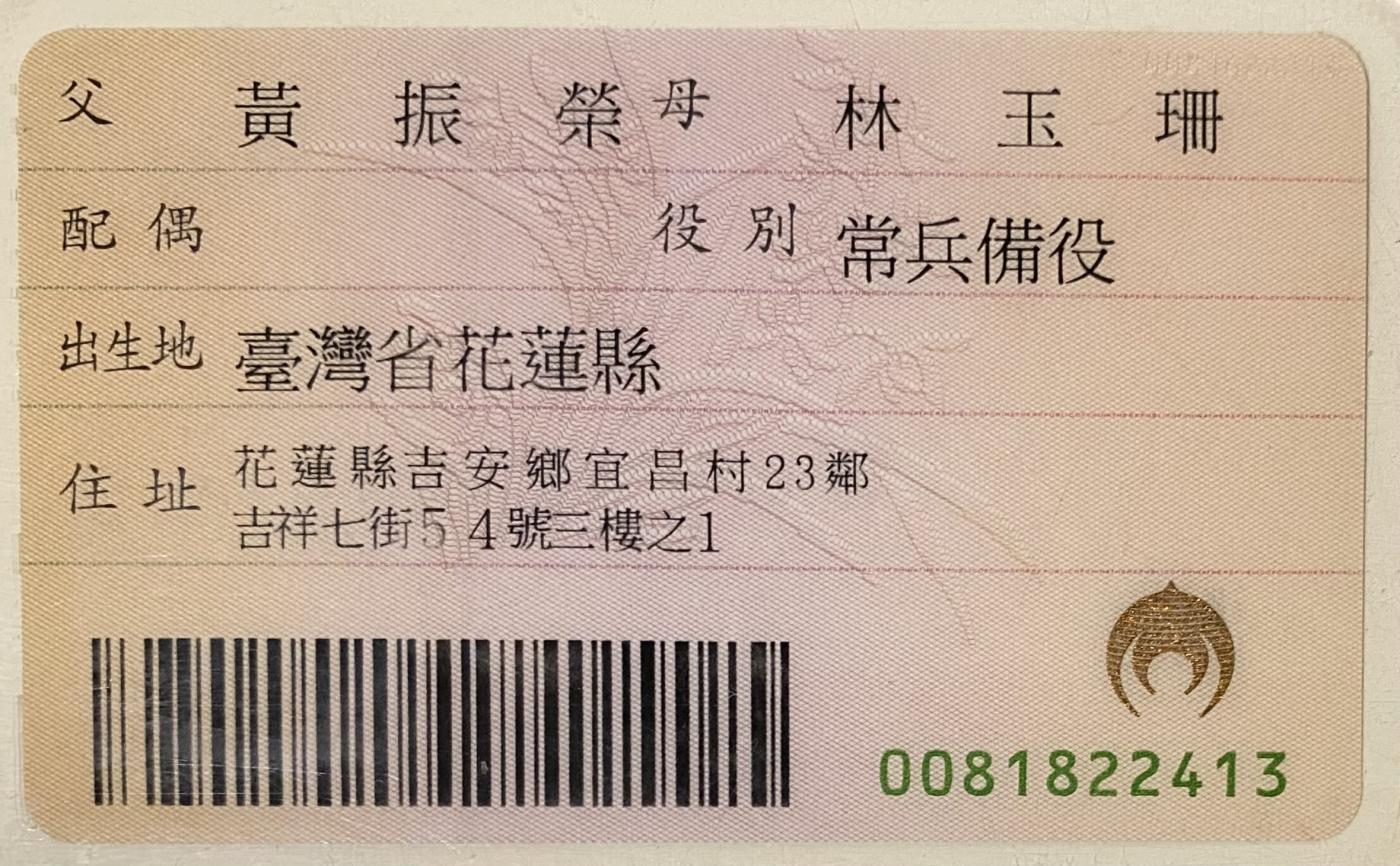 父 黃振榮 母 林玉珊
配偶 役別 常兵備役
出生地 臺灣省花蓮縣
住址 花蓮縣吉安鄉宜昌村23鄰
吉祥七街54號三樓之1
0081822413